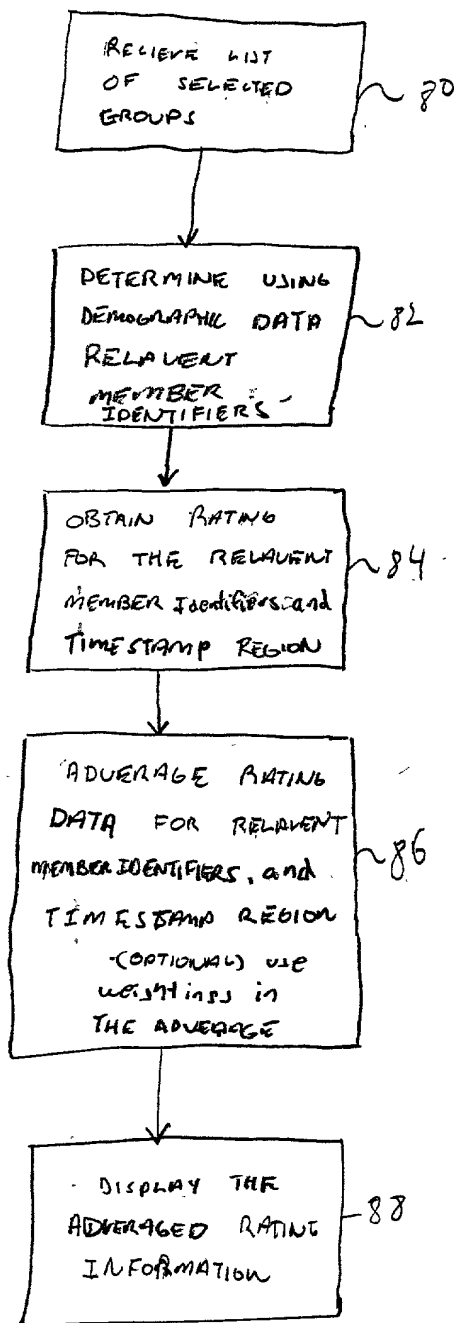 RECIEVE LIST
OF SELECTED
GROUPS
80
DETERMINE USING
DEMOGRAPHIC DATA
RELAVENT
MEMBER
IDENTIFIERS
82
OBTAIN RATING
FOR THE RELAVENT
MEMBER Identifiers and
TIMESTAMP REGION
84
ADVERAGE RATING
DATA FOR RELAVENT
MEMBER IDENTIFIERS, and
TIMESTAMP REGION
-(OPTIONAL) use
weightings in
THE ADVERAGE
86
DISPLAY THE
ADVERAGED RATING
INFORMATION
88